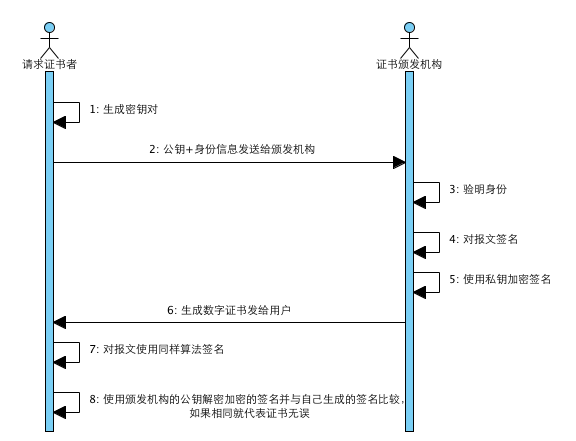 请求证书者
证书颁发机构
1: 生成密钥对
2: 公钥+身份信息发送给颁发机构
3: 验明身份
4: 对报文签名
5: 使用私钥加密签名
6: 生成数字证书发给用户
7: 对报文使用同样算法签名
8: 使用颁发机构的公钥解密加密的签名并与自己生成的签名比较,
如果相同就代表证书无误